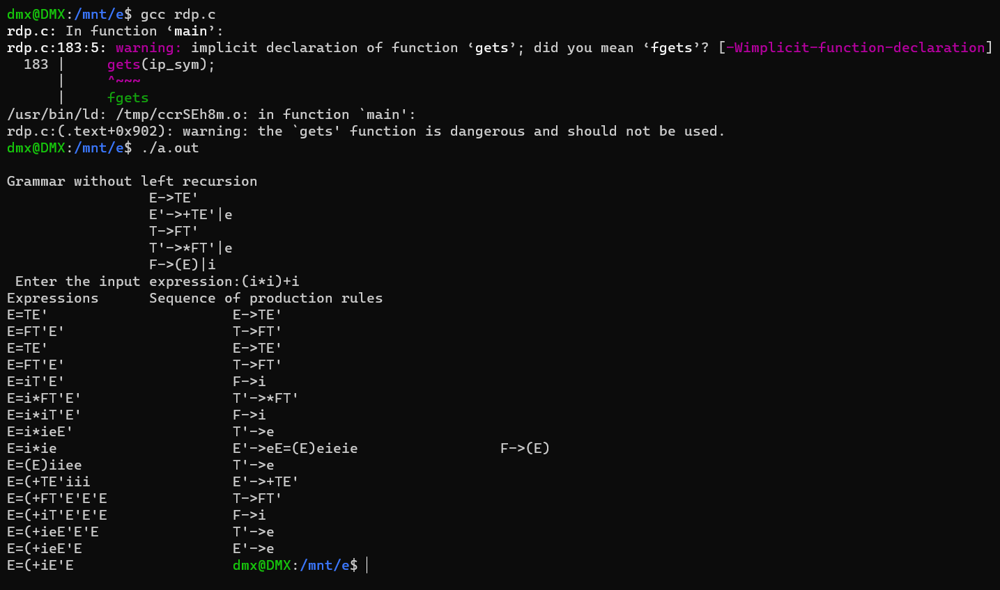 dmx@DMX:/mnt/e$ gcc rdp.c
rdp.c: In function ‘main’:
rdp.c:183:5: warning: implicit declaration of function ‘gets’; did you mean ‘fgets’? [-Wimplicit-function-declaration]
  183 |     gets(ip_sym);
      |     ^~~~
      |     fgets
/usr/bin/ld: /tmp/ccrSEh8m.o: in function `main':
rdp.c:(.text+0x902): warning: the `gets' function is dangerous and should not be used.
dmx@DMX:/mnt/e$ ./a.out
Grammar without left recursion
                 E->TE'
                 E'->+TE'|e
                 T->FT'
                 T'->*FT'|e
                 F->(E)|i
 Enter the input expression:(i*i)+i
Expressions      Sequence of production rules
E=TE'                      E->TE'
E=FT'E'                    T->FT'
E=TE'                      E->TE'
E=FT'E'                    T->FT'
E=iT'E'                    F->i
E=i*FT'E'                  T'->*FT'
E=i*iT'E'                  F->i
E=i*ieE'                   T'->e
E=i*ie                     E'->eE=(E)eieie                 F->(E)
E=(E)iiee                  T'->e
E=(+TE'iii                 E'->+TE'
E=(+FT'E'E'E               T->FT'
E=(+iT'E'E'E               F->i
E=(+ieE'E'E                T'->e
E=(+ieE'E                  E'->e
E=(+iE'E                   dmx@DMX:/mnt/e$